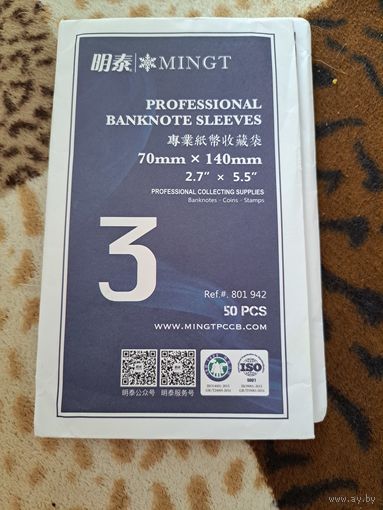 明泰 MINGT
PROFESSIONAL
BANKNOTE SLEEVES
專業紙幣收藏袋
70mm × 140mm
2.7" × 5.5"
PROFESSIONAL COLLECTING SUPPLIES
Banknotes · Coins · Stamps
3
Ref.#. 801 942
50 PCS
WWW.MINGTPCCB.COM
ISO
9001
明泰公众号 明泰服务号
www.ay.by